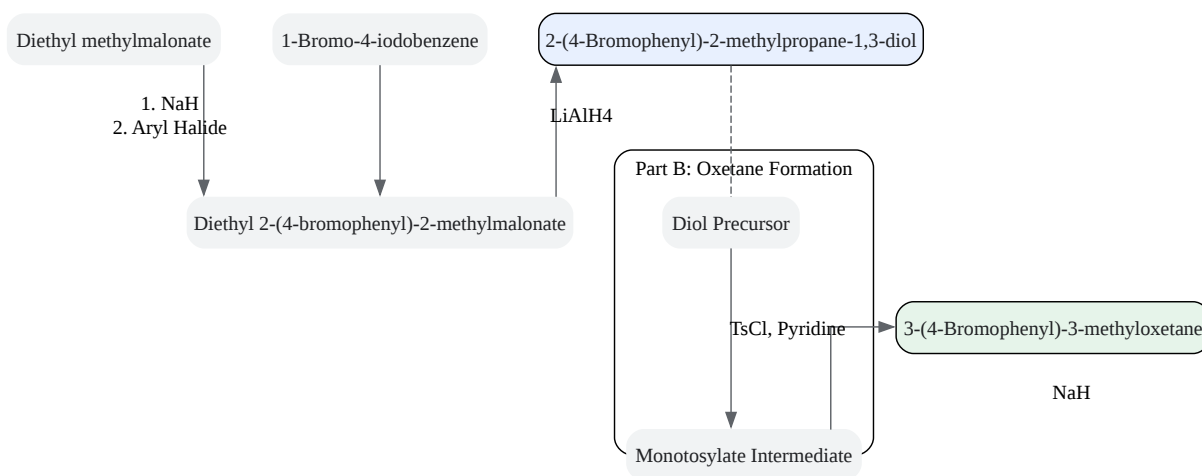 Diethyl methylmalonate
1-Bromo-4-iodobenzene
2-(4-Bromophenyl)-2-methylpropane-1,3-diol
1. NaH
2. Aryl Halide
LiAlH4
Part B: Oxetane Formation
Diethyl 2-(4-bromophenyl)-2-methylmalonate
Diol Precursor
TsCl, Pyridine
3-(4-Bromophenyl)-3-methyloxetane
NaH
Monotosylate Intermediate